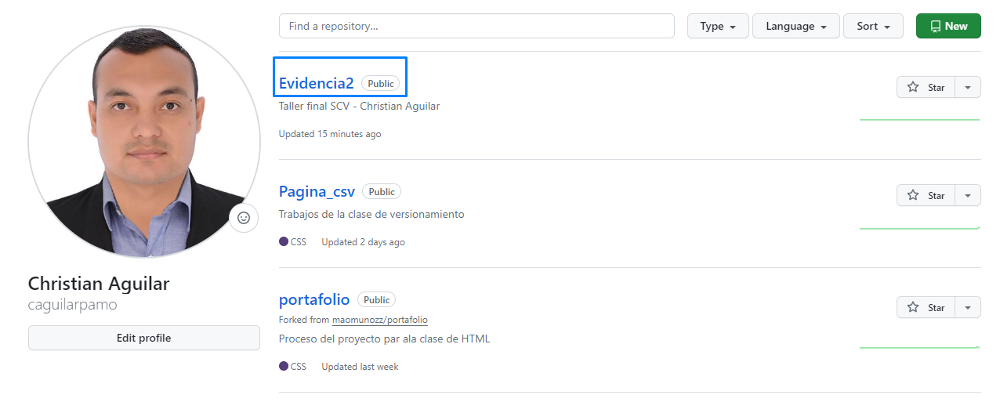 Find a repository...
Type
Language
Sort
New
Evidencia2 Public
Star
Taller final SCV - Christian Aguilar
Updated 15 minutes ago
Pagina_csv Public
Star
Trabajos de la clase de versionamiento
CSS Updated 2 days ago
Christian Aguilar
caguilarpamo
Edit profile
portafolio Public
Star
Forked from maomunozz/portafolio
Proceso del proyecto par ala clase de HTML
CSS Updated last week